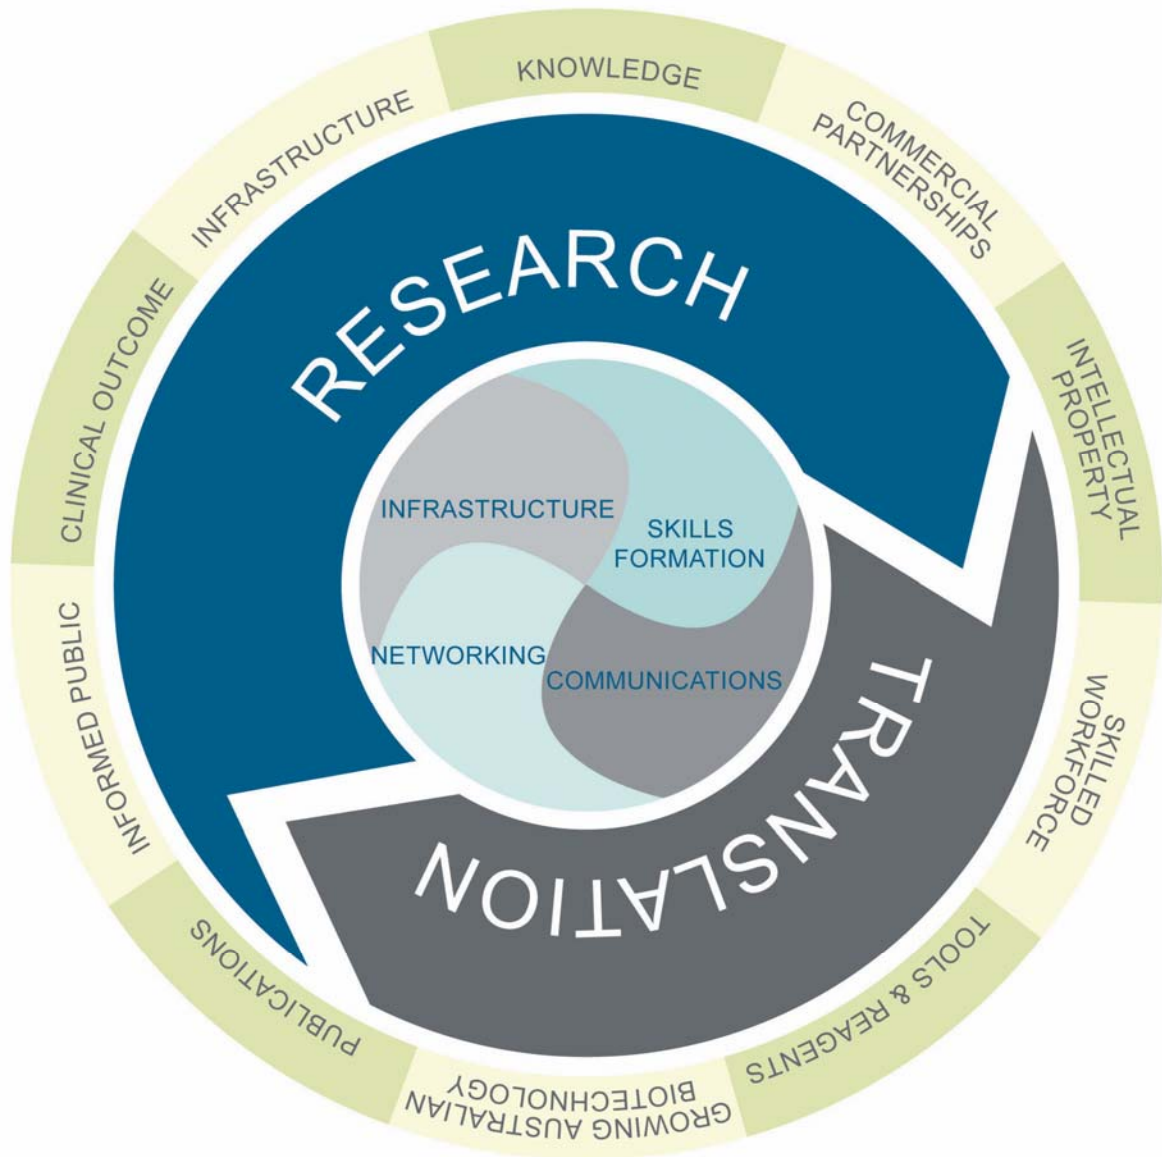 KNOWLEDGE
COMMERCIAL
PARTNERSHIPS
INTELLECTUAL
PROPERTY
SKILLED
WORKFORCE
TOOLS & REAGENTS
GROWING AUSTRALIAN
BIOTECHNOLOGY
PUBLICATIONS
INFORMED PUBLIC
CLINICAL OUTCOME
INFRASTRUCTURE
RESEARCH
TRANSLATION
INFRASTRUCTURE
SKILLS
FORMATION
NETWORKING
COMMUNICATIONS